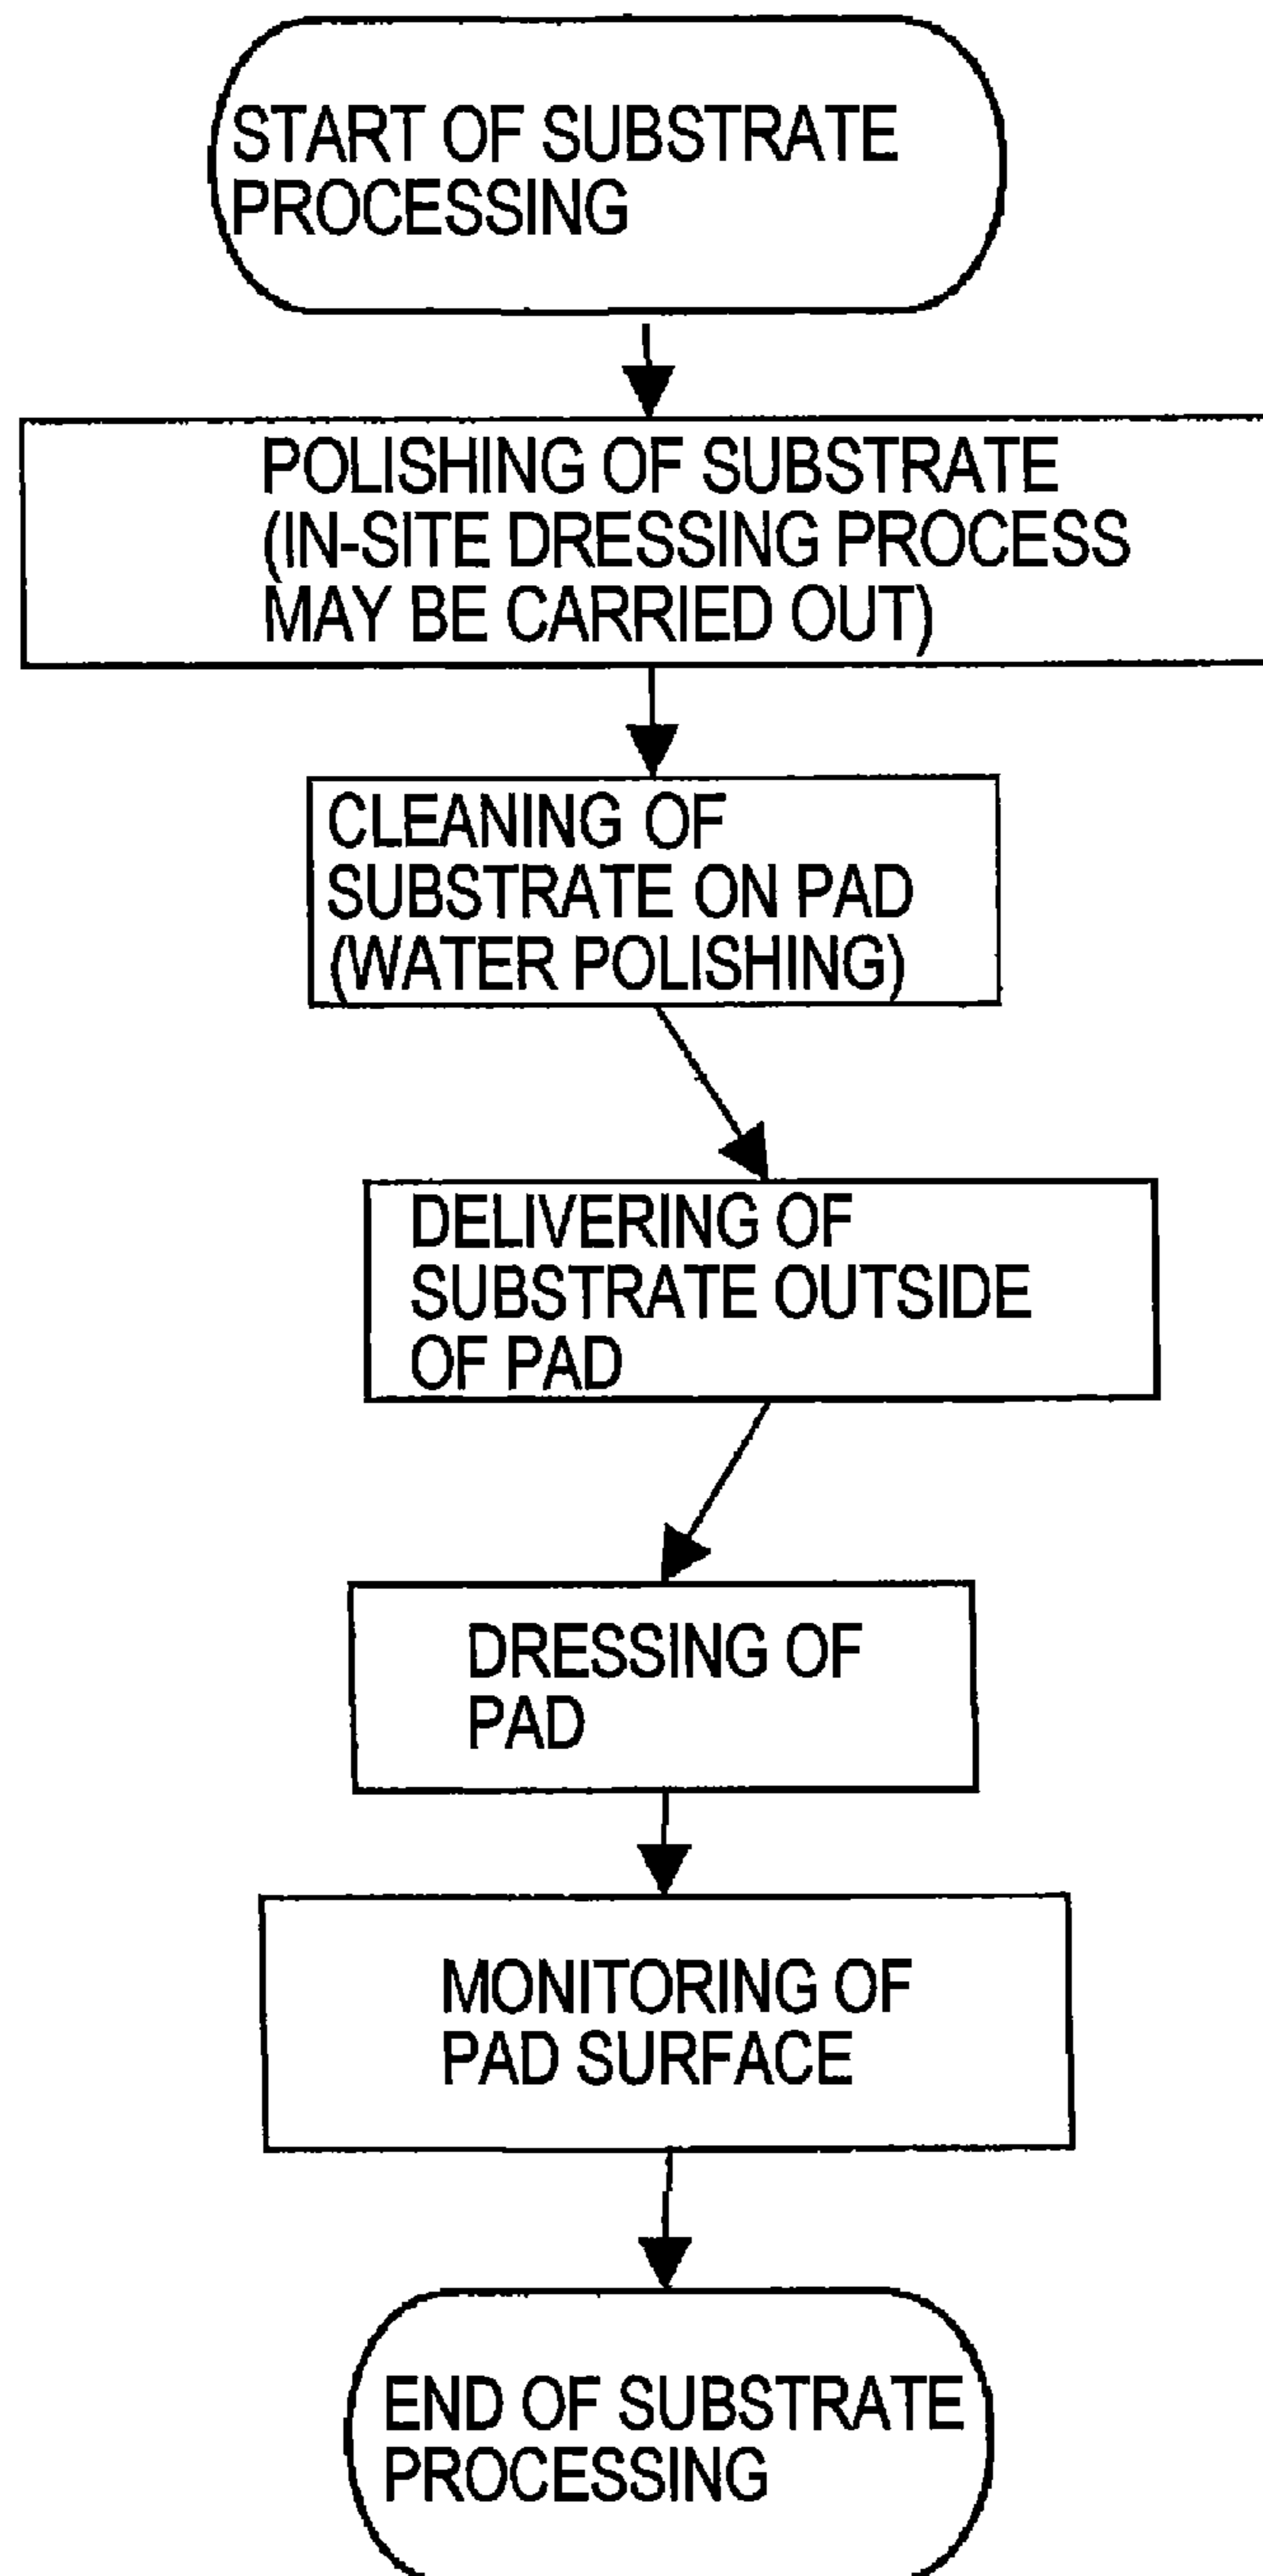 START OF SUBSTRATE
PROCESSING
POLISHING OF SUBSTRATE
(IN-SITE DRESSING PROCESS
MAY BE CARRIED OUT)
CLEANING OF
SUBSTRATE ON PAD
(WATER POLISHING)
DELIVERING OF
SUBSTRATE OUTSIDE
OF PAD
DRESSING OF
PAD
MONITORING OF
PAD SURFACE
END OF SUBSTRATE
PROCESSING